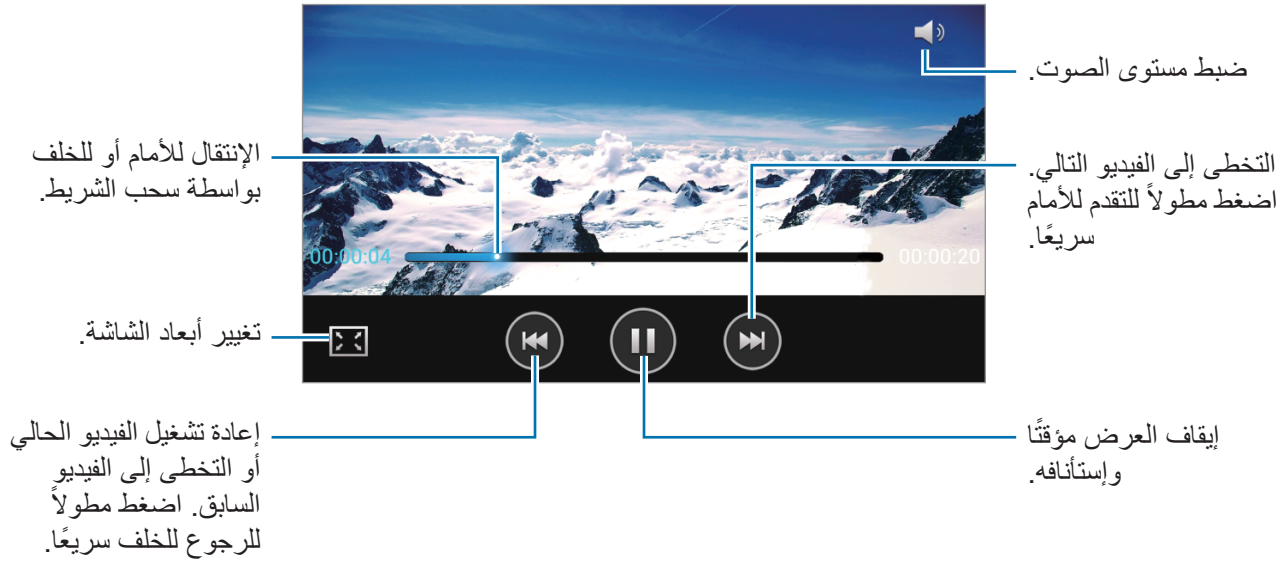 ضبط مستوى الصوت.
التخطى إلى الفيديو التالي.
اضغط مطولاً للتقدم للأمام
سريعًا.
الإنتقال للأمام أو للخلف
بواسطة سحب الشريط.
00:00:04
00:00:20
تغيير أبعاد الشاشة.
إيقاف العرض مؤقتًا
وإستأنافه.
إعادة تشغيل الفيديو الحالي
أو التخطى إلى الفيديو
السابق. اضغط مطولاً
للرجوع للخلف سريعًا.